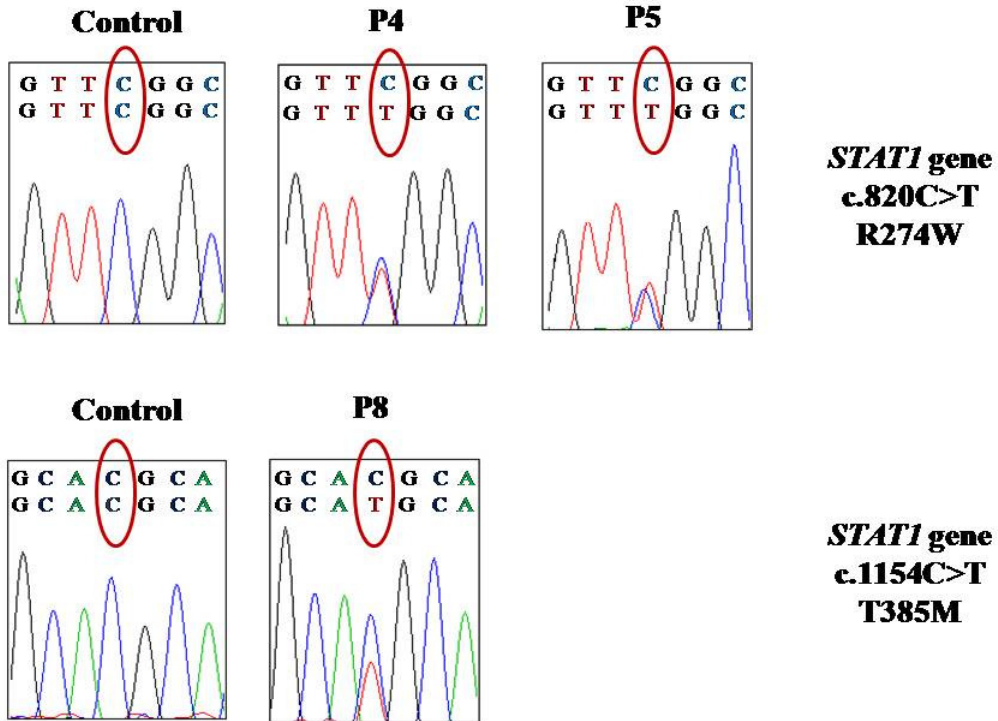 Control P4 P5
G T T C G G C G T T C G G C G T T C G G C
G T T C G G C G T T T G G C G T T T G G C
STAT1 gene
c.820C>T
R274W
Control P8
G C A C G C A G C A C G C A
G C A C G C A G C A T G C A
STAT1 gene
c.1154C>T
T385M